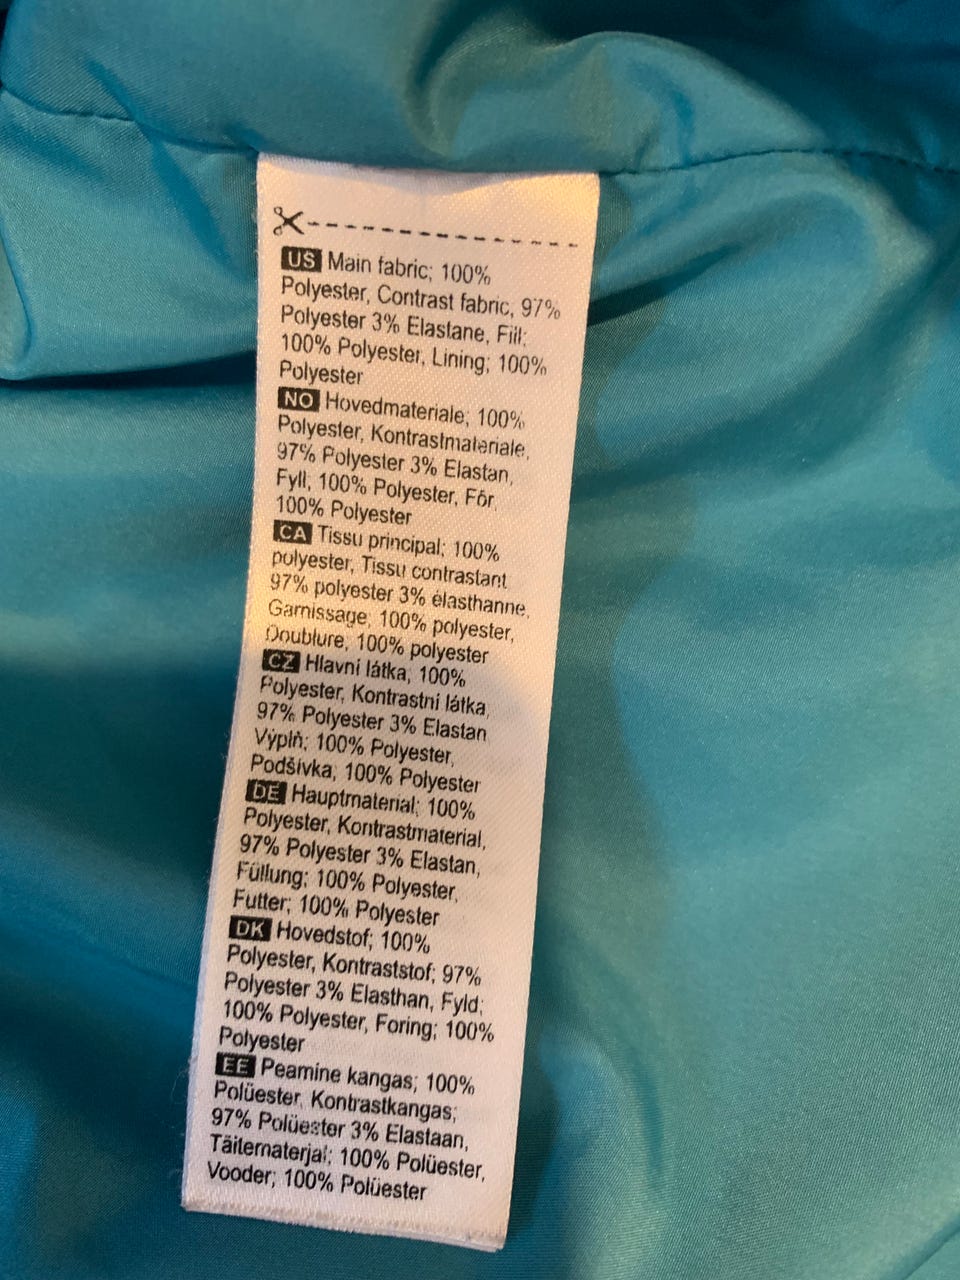 US Main fabric; 100%
Polyester, Contrast fabric, 97%
Polyester 3% Elastane, Fill;
100% Polyester, Lining; 100%
Polyester
NO Hovedmateriale; 100%
Polyester, Kontrastmateriale,
97% Polyester 3% Elastan,
Fyll; 100% Polyester, Fôr,
100% Polyester
CA Tissu principal; 100%
polyester, Tissu contrastant
97% polyester 3% élasthanne,
Garnissage; 100% polyester,
Doublure, 100% polyester
CZ Hlavní látka; 100%
Polyester, Kontrastní látka,
97% Polyester 3% Elastan
Výplň; 100% Polyester,
Podšívka; 100% Polyester
DE Hauptmaterial; 100%
Polyester, Kontrastmaterial,
97% Polyester 3% Elastan,
Füllung; 100% Polyester,
Futter; 100% Polyester
DK Hovedstof; 100%
Polyester, Kontraststof; 97%
Polyester 3% Elasthan, Fyld;
100% Polyester, Foring; 100%
Polyester
EE Peamine kangas; 100%
Polüester, Kontrastkangas;
97% Polüester 3% Elastaan,
Täitematerjal; 100% Polüester,
Vooder; 100% Polüester